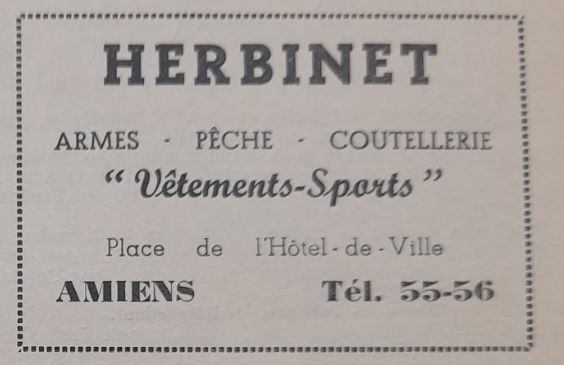 HERBINET
ARMES - PÊCHE - COUTELLERIE
“ Vêtements-Sports ”
Place de l'Hôtel-de-Ville
AMIENS Tél. 55-56